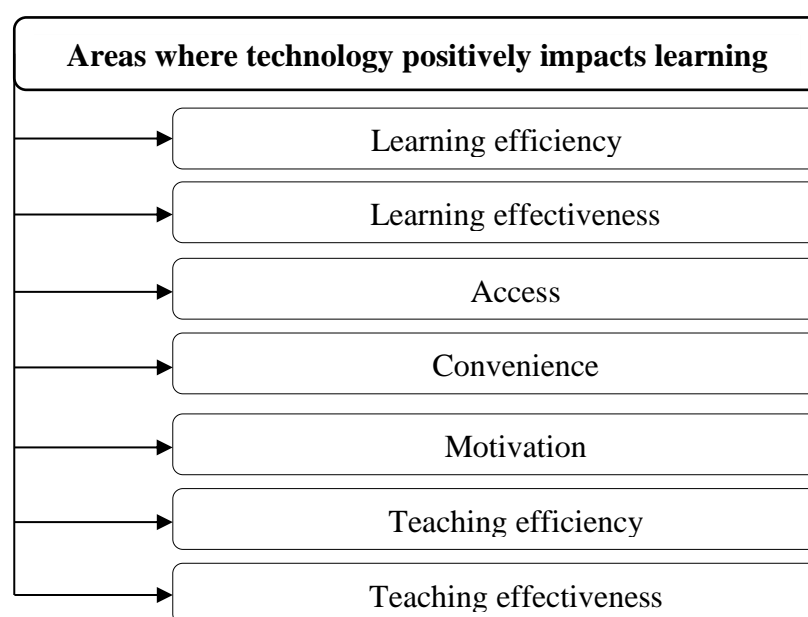 Areas where technology positively impacts learning
Learning efficiency
Learning effectiveness
Access
Convenience
Motivation
Teaching efficiency
Teaching effectiveness